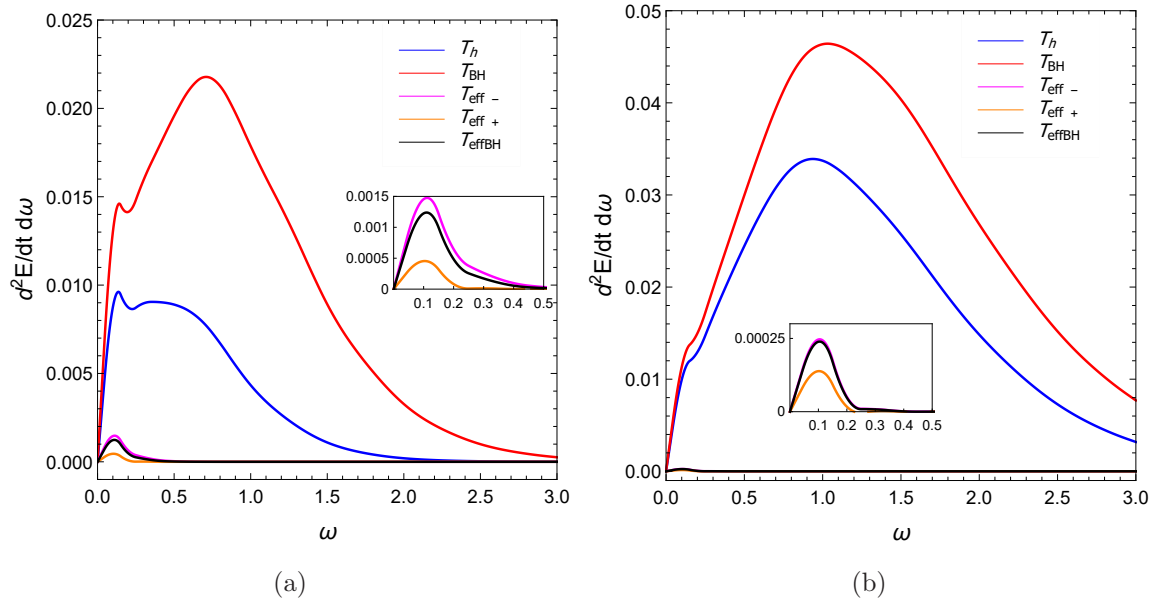 0.025
0.020
0.015
0.010
0.005
0.000
d²E/dt dω
T_h
T_BH
T_eff −
T_eff +
T_effBH
0.0015
0.001
0.0005
0
0.1 0.2 0.3 0.4 0.5
0.0 0.5 1.0 1.5 2.0 2.5 3.0
ω
(a)
0.05
0.04
0.03
0.02
0.01
0.00
d²E/dt dω
T_h
T_BH
T_eff −
T_eff +
T_effBH
0.00025
0
0.1 0.2 0.3 0.4 0.5
0.0 0.5 1.0 1.5 2.0 2.5 3.0
ω
(b)